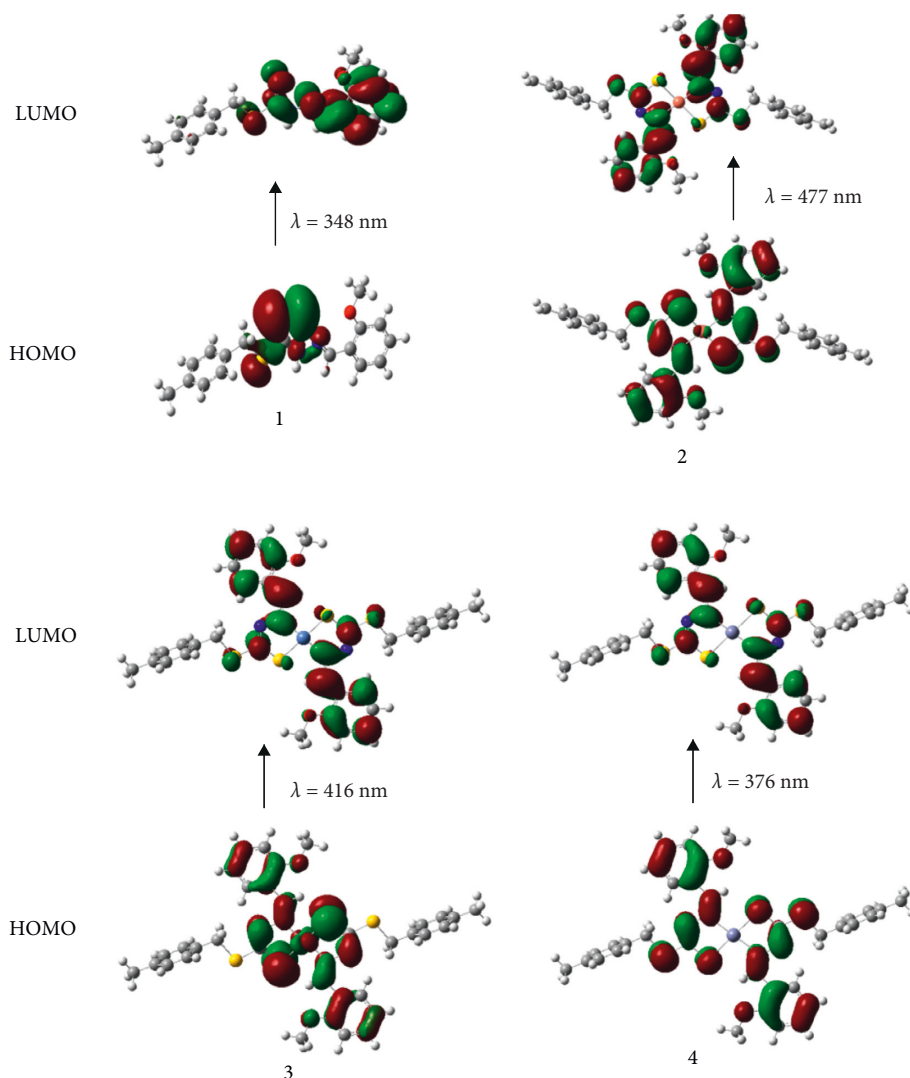 LUMO
λ = 348 nm
λ = 477 nm
HOMO
1
2
LUMO
λ = 416 nm
λ = 376 nm
HOMO
3
4